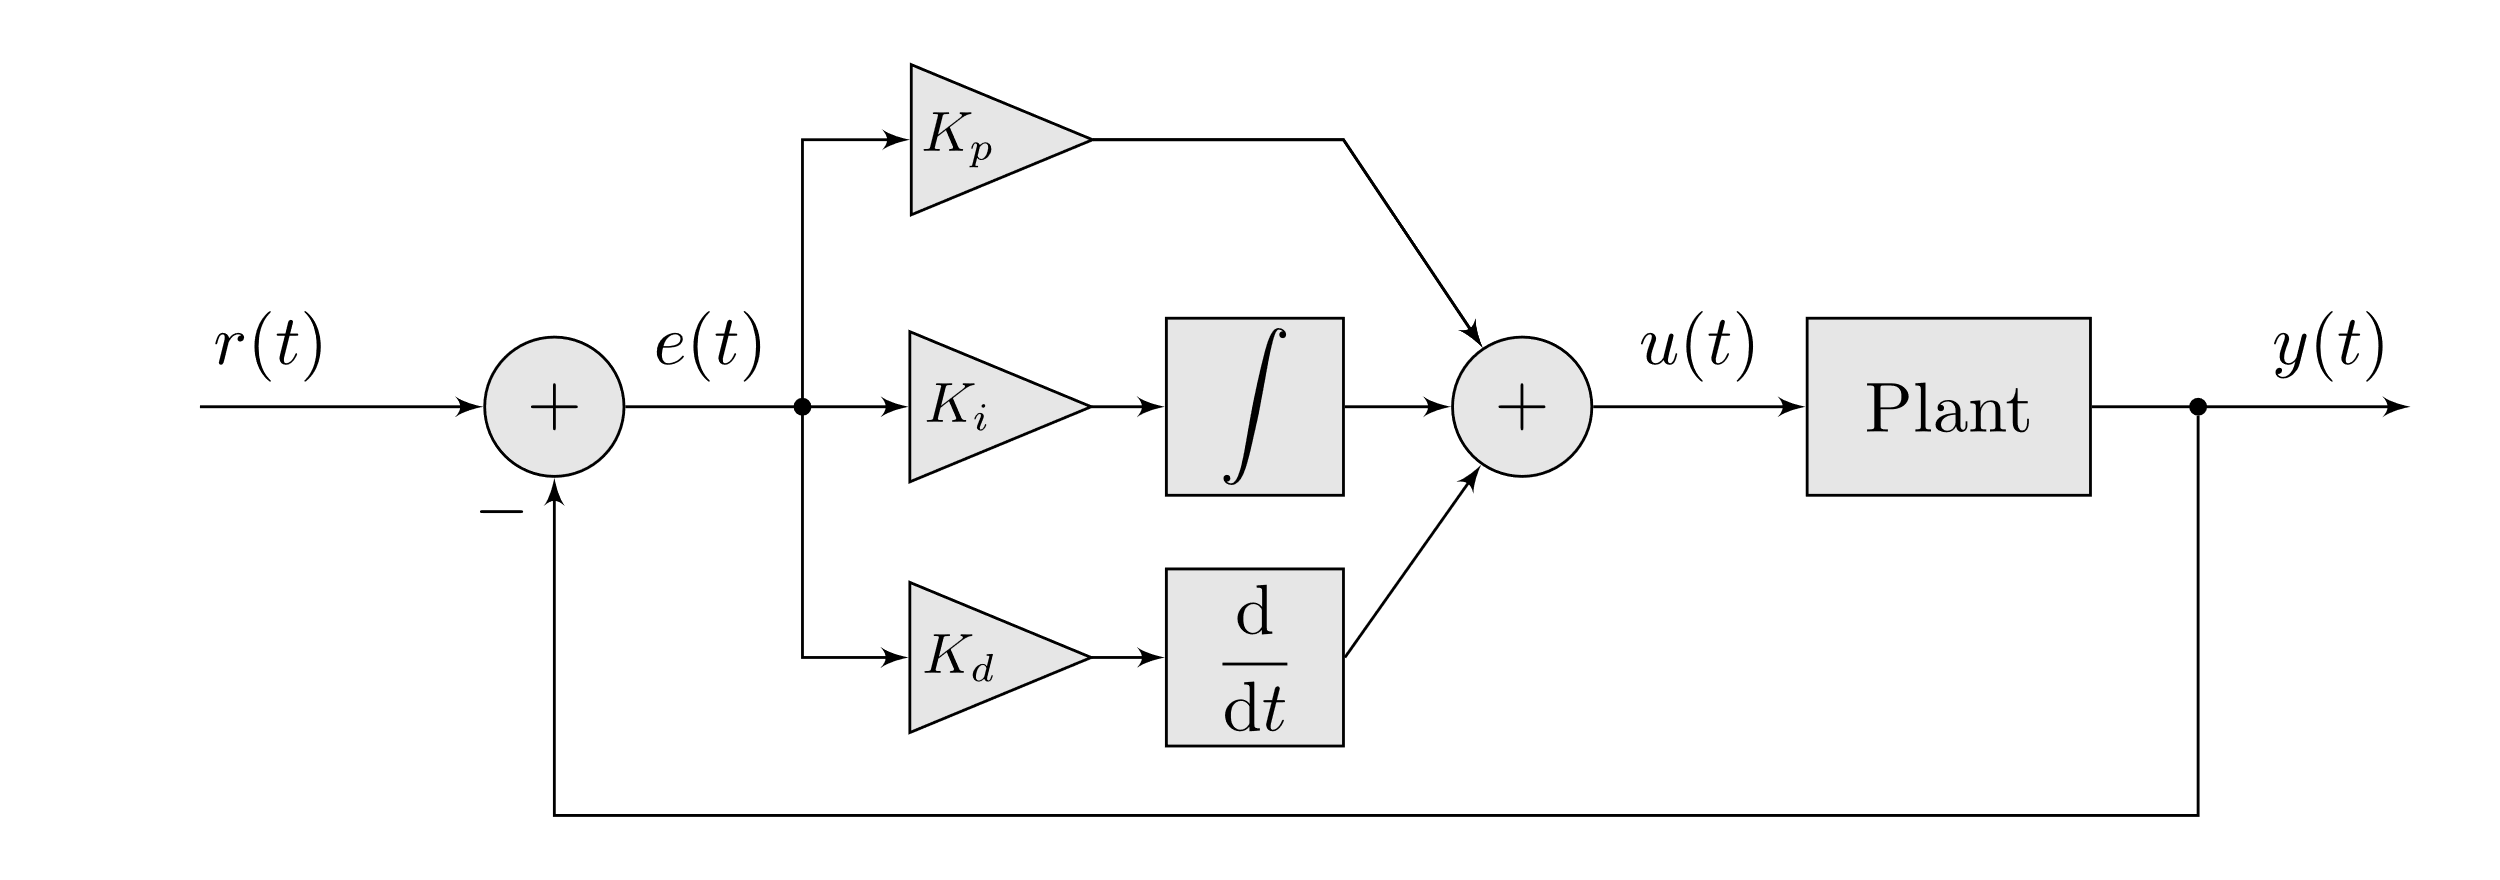 K_p
r(t)
e(t)
u(t)
y(t)
+
K_i
∫
+
Plant
−
K_d
d
dt